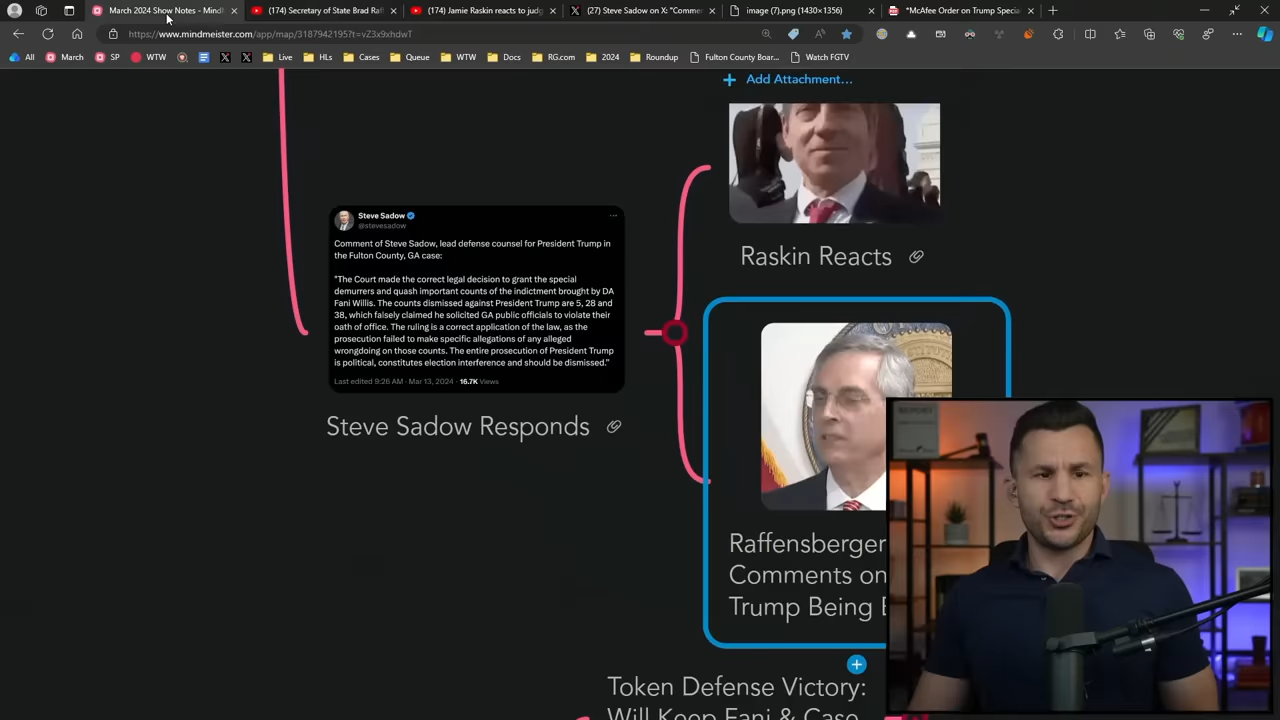 March 2024 Show Notes - Mind
(174) Secretary of State Brad Raf
(174) Jamie Raskin reacts to judg
(27) Steve Sadow on X: "Commer
image (7).png (1430×1356)
"McAfee Order on Trump Specia
https://www.mindmeister.com/app/map/3187942195?t=vZ3x9xhdwT
All
March
SP
WTW
Live
HLs
Cases
Queue
WTW
Docs
RG.com
2024
Roundup
Fulton County Boar...
Watch FGTV
Add Attachment...
Raskin Reacts
Steve Sadow
@stevesadow
Comment of Steve Sadow, lead defense counsel for President Trump in
the Fulton County, GA case:
"The Court made the correct legal decision to grant the special
demurrers and quash important counts of the indictment brought by DA
Fani Willis. The counts dismissed against President Trump are 5, 28 and
38, which falsely claimed he solicited GA public officials to violate their
oath of office. The ruling is a correct application of the law, as the
prosecution failed to make specific allegations of any alleged
wrongdoing on those counts. The entire prosecution of President Trump
is political, constitutes election interference and should be dismissed."
Last edited 9:26 AM · Mar 13, 2024 · 16.7K Views
Steve Sadow Responds
Raffensberger
Comments on
Trump Being
Token Defense Victory:
Will Keep Fani & Case
REPORT